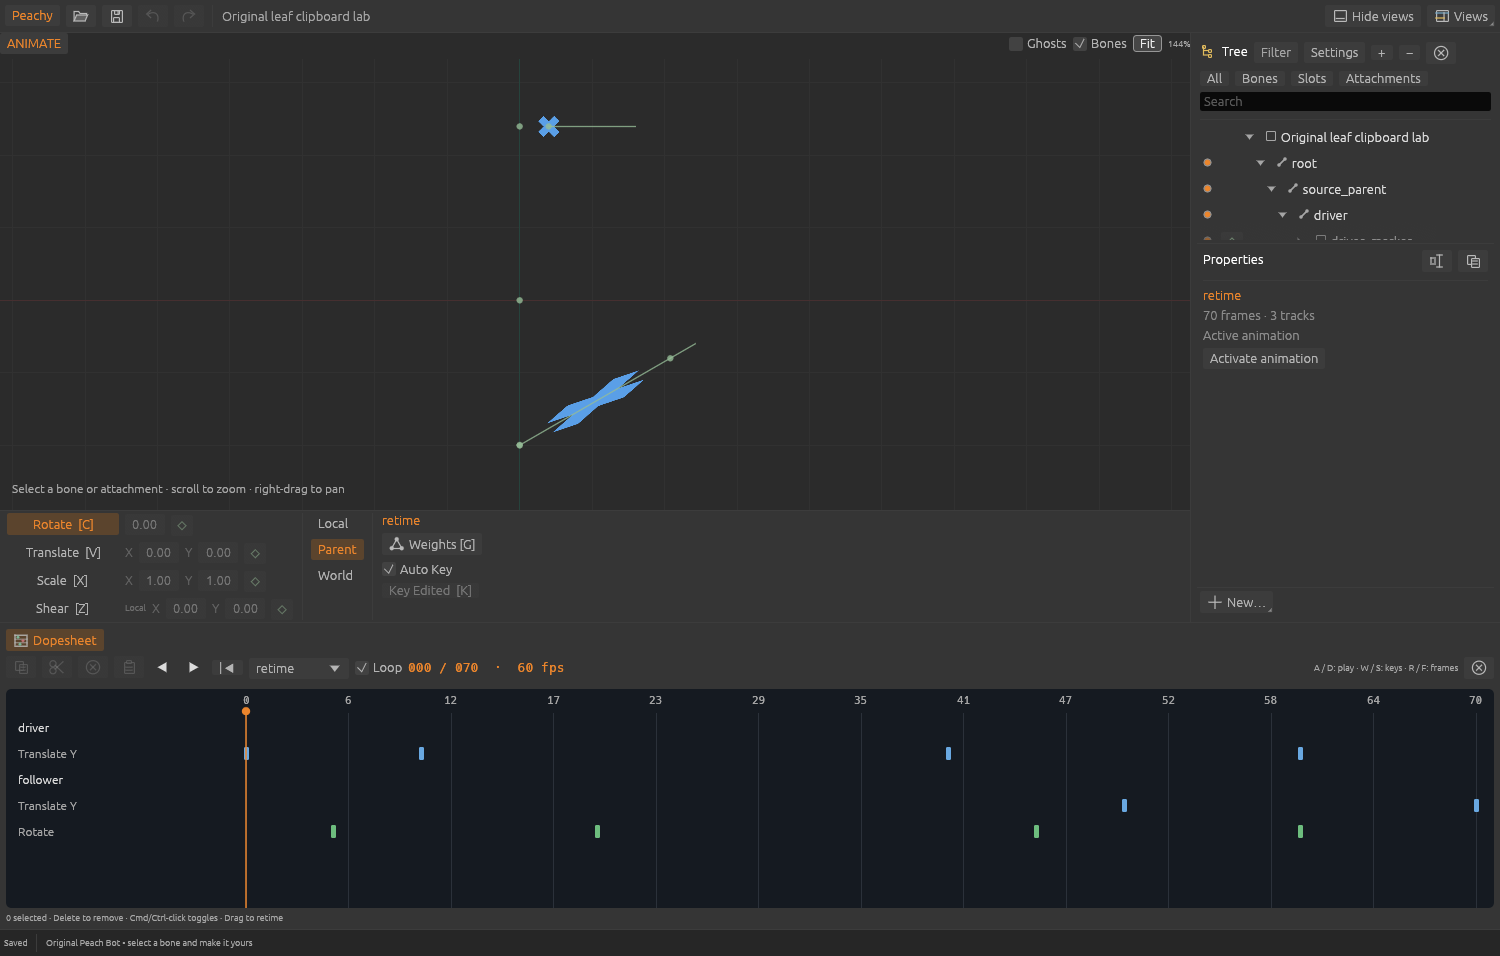 Peachy
Original leaf clipboard lab
Hide views
Views
ANIMATE
Ghosts
Bones
Fit
144%
Tree
Filter
Settings
+
−
All
Bones
Slots
Attachments
Search
Original leaf clipboard lab
root
source_parent
driver
Properties
retime
70 frames · 3 tracks
Active animation
Activate animation
New...
Select a bone or attachment · scroll to zoom · right-drag to pan
Rotate [C] 0.00
Translate [V] X 0.00 Y 0.00
Scale [X] X 1.00 Y 1.00
Shear [Z] Local X 0.00 Y 0.00
Local
Parent
World
retime
Weights [G]
Auto Key
Key Edited [K]
Dopesheet
retime
Loop
000 / 070 · 60 fps
A / D: play · W / S: keys · R / F: frames
0 6 12 17 23 29 35 41 47 52 58 64 70
driver
Translate Y
follower
Translate Y
Rotate
0 selected · Delete to remove · Cmd/Ctrl-click toggles · Drag to retime
Saved
Original Peach Bot • select a bone and make it yours